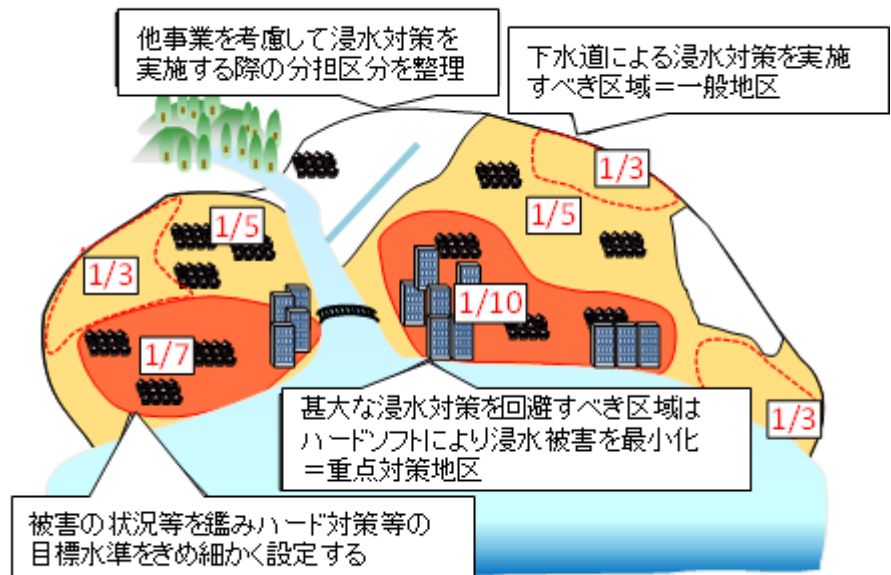 他事業を考慮して浸水対策を
実施する際の分担区分を整理
下水道による浸水対策を実施
すべき区域＝一般地区
1/3
1/5
1/5
1/3
1/10
1/7
1/3
甚大な浸水対策を回避すべき区域は
ハードソフトにより浸水被害を最小化
＝重点対策地区
被害の状況等を鑑みハード対策等の
目標水準をきめ細かく設定する